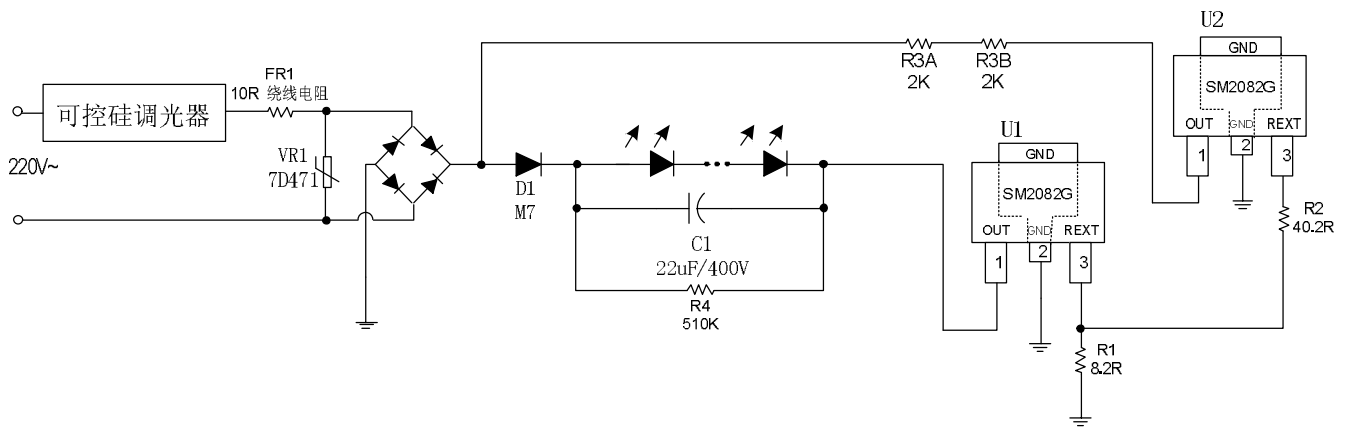 220V~
可控硅调光器
FR1
10R 绕线电阻
VR1
7D471
D1
M7
C1
22uF/400V
R4
510K
R3A
2K
R3B
2K
U1
GND
SM2082G
OUT
GND
REXT
1
2
3
R1
8.2R
U2
GND
SM2082G
OUT
GND
REXT
1
2
3
R2
40.2R